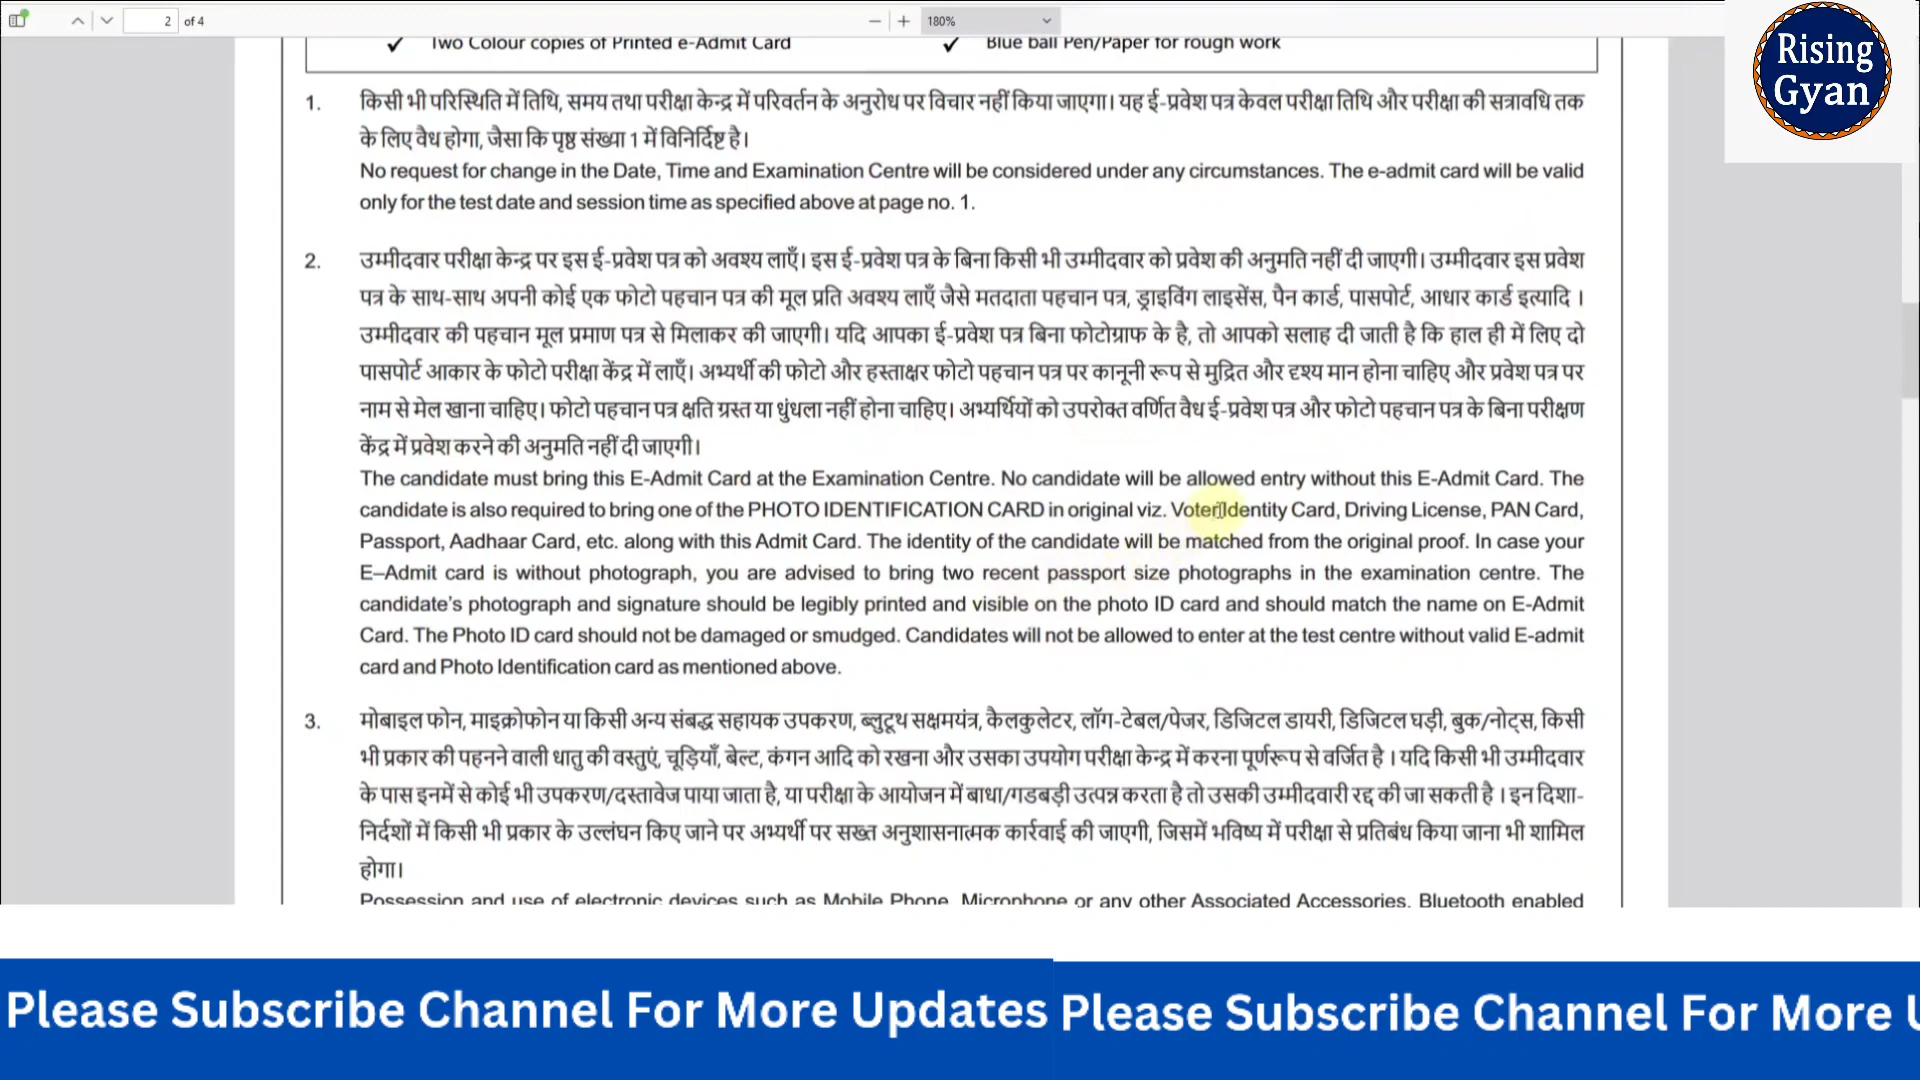 2 of 4
180%
Rising
Gyan
✓ Two Colour copies of Printed e-Admit Card ✓ Blue ball Pen/Paper for rough work
1. किसी भी परिस्थिति में तिथि, समय तथा परीक्षा केन्द्र में परिवर्तन के अनुरोध पर विचार नहीं किया जाएगा। यह ई-प्रवेश पत्र केवल परीक्षा तिथि और परीक्षा की सत्रावधि तक
के लिए वैध होगा, जैसा कि पृष्ठ संख्या 1 में विनिर्दिष्ट है।
No request for change in the Date, Time and Examination Centre will be considered under any circumstances. The e-admit card will be valid
only for the test date and session time as specified above at page no. 1.
2. उम्मीदवार परीक्षा केन्द्र पर इस ई-प्रवेश पत्र को अवश्य लाएँ। इस ई-प्रवेश पत्र के बिना किसी भी उम्मीदवार को प्रवेश की अनुमति नहीं दी जाएगी। उम्मीदवार इस प्रवेश
पत्र के साथ-साथ अपनी कोई एक फोटो पहचान पत्र की मूल प्रति अवश्य लाएँ जैसे मतदाता पहचान पत्र, ड्राइविंग लाइसेंस, पैन कार्ड, पासपोर्ट, आधार कार्ड इत्यादि ।
उम्मीदवार की पहचान मूल प्रमाण पत्र से मिलाकर की जाएगी। यदि आपका ई-प्रवेश पत्र बिना फोटोग्राफ के है, तो आपको सलाह दी जाती है कि हाल ही में लिए दो
पासपोर्ट आकार के फोटो परीक्षा केंद्र में लाएँ। अभ्यर्थी की फोटो और हस्ताक्षर फोटो पहचान पत्र पर कानूनी रूप से मुद्रित और दृश्य मान होना चाहिए और प्रवेश पत्र पर
नाम से मेल खाना चाहिए। फोटो पहचान पत्र क्षति ग्रस्त या धुंधला नहीं होना चाहिए। अभ्यर्थियों को उपरोक्त वर्णित वैध ई-प्रवेश पत्र और फोटो पहचान पत्र के बिना परीक्षण
केंद्र में प्रवेश करने की अनुमति नहीं दी जाएगी।
The candidate must bring this E-Admit Card at the Examination Centre. No candidate will be allowed entry without this E-Admit Card. The
candidate is also required to bring one of the PHOTO IDENTIFICATION CARD in original viz. Voter Identity Card, Driving License, PAN Card,
Passport, Aadhaar Card, etc. along with this Admit Card. The identity of the candidate will be matched from the original proof. In case your
E–Admit card is without photograph, you are advised to bring two recent passport size photographs in the examination centre. The
candidate's photograph and signature should be legibly printed and visible on the photo ID card and should match the name on E-Admit
Card. The Photo ID card should not be damaged or smudged. Candidates will not be allowed to enter at the test centre without valid E-admit
card and Photo Identification card as mentioned above.
3. मोबाइल फोन, माइक्रोफोन या किसी अन्य संबद्ध सहायक उपकरण, ब्लुटूथ सक्षमयंत्र, कैलकुलेटर, लॉग-टेबल/पेजर, डिजिटल डायरी, डिजिटल घड़ी, बुक/नोट्स, किसी
भी प्रकार की पहनने वाली धातु की वस्तुएं, चूड़ियाँ, बेल्ट, कंगन आदि को रखना और उसका उपयोग परीक्षा केन्द्र में करना पूर्णरूप से वर्जित है । यदि किसी भी उम्मीदवार
के पास इनमें से कोई भी उपकरण/दस्तावेज पाया जाता है, या परीक्षा के आयोजन में बाधा/गडबड़ी उत्पन्न करता है तो उसकी उम्मीदवारी रद्द की जा सकती है । इन दिशा-
निर्देशों में किसी भी प्रकार के उल्लंघन किए जाने पर अभ्यर्थी पर सख्त अनुशासनात्मक कार्रवाई की जाएगी, जिसमें भविष्य में परीक्षा से प्रतिबंध किया जाना भी शामिल
होगा।
Possession and use of electronic devices such as Mobile Phone, Microphone or any other Associated Accessories, Bluetooth enabled
Please Subscribe Channel For More Updates Please Subscribe Channel For More U